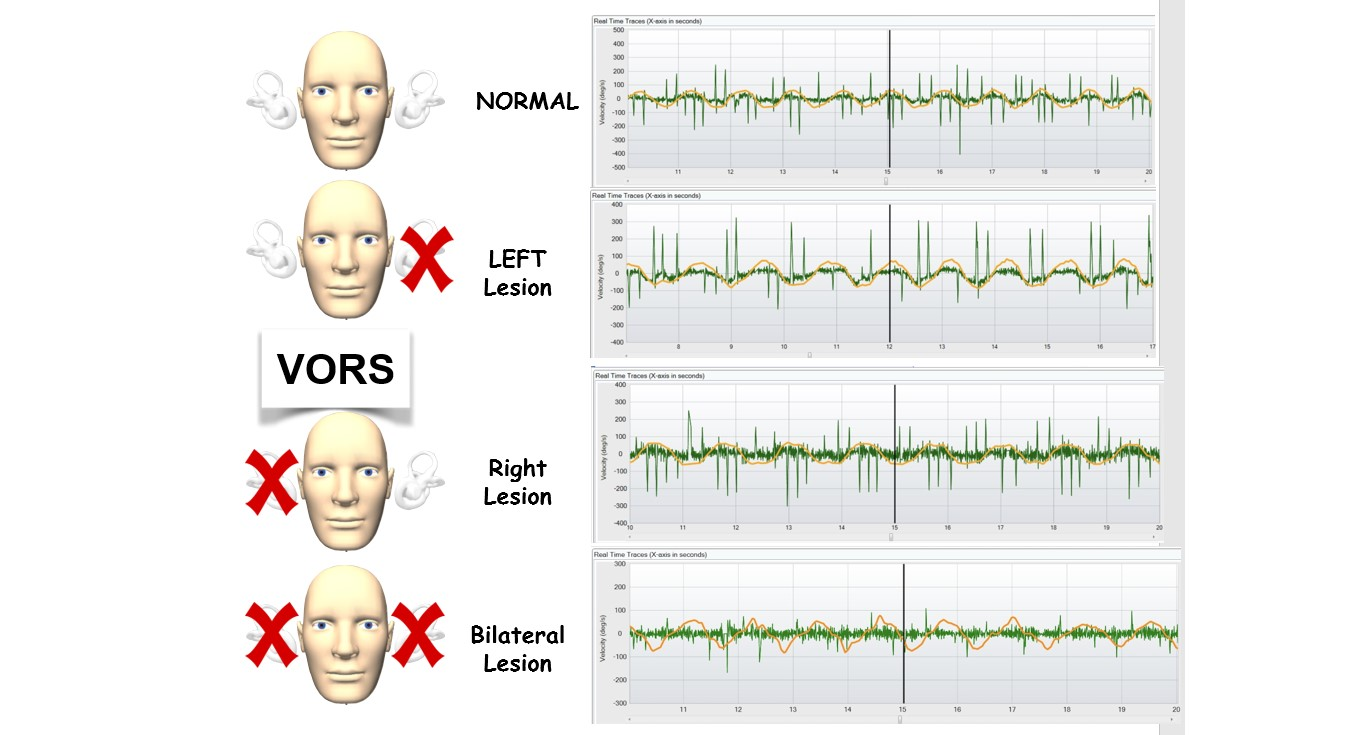 Real Time Traces (X-axis in seconds)
500
400
300
200
100
0
-100
-200
-300
-400
-500
Velocity (deg/s)
11 12 13 14 15 16 17 18 19 20
NORMAL
Real Time Traces (X-axis in seconds)
400
300
200
100
0
-100
-200
-300
-400
Velocity (deg/s)
8 9 10 11 12 13 14 15 16 17
LEFT
Lesion
VORS
Real Time Traces (X-axis in seconds)
400
300
200
100
0
-100
-200
-300
-400
Velocity (deg/s)
10 11 12 13 14 15 16 17 18 19 20
Right
Lesion
Real Time Traces (X-axis in seconds)
300
200
100
0
-100
-200
-300
Velocity (deg/s)
11 12 13 14 15 16 17 18 19 20
Bilateral
Lesion